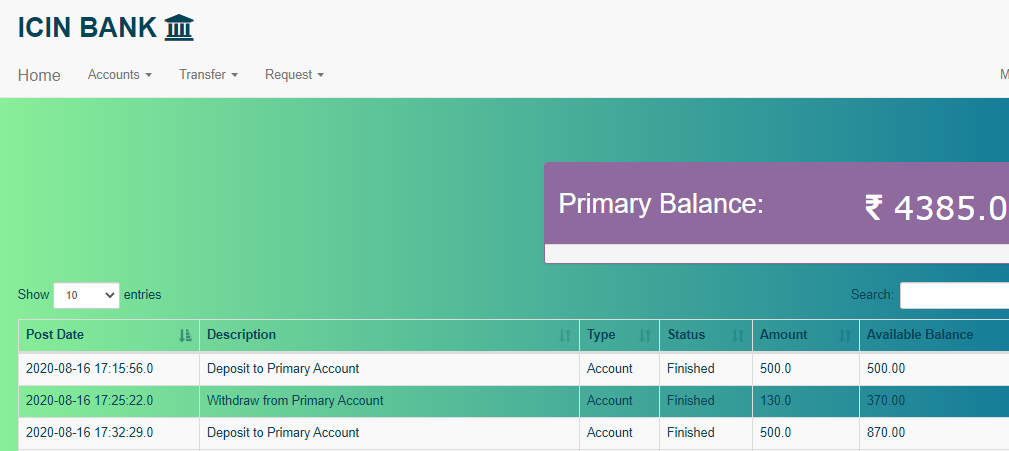 ICIN BANK
Home Accounts Transfer Request M
Primary Balance: ₹ 4385.0
Show 10 entries Search:
Post Date Description Type Status Amount Available Balance
2020-08-16 17:15:56.0 Deposit to Primary Account Account Finished 500.0 500.00
2020-08-16 17:25:22.0 Withdraw from Primary Account Account Finished 130.0 370.00
2020-08-16 17:32:29.0 Deposit to Primary Account Account Finished 500.0 870.00